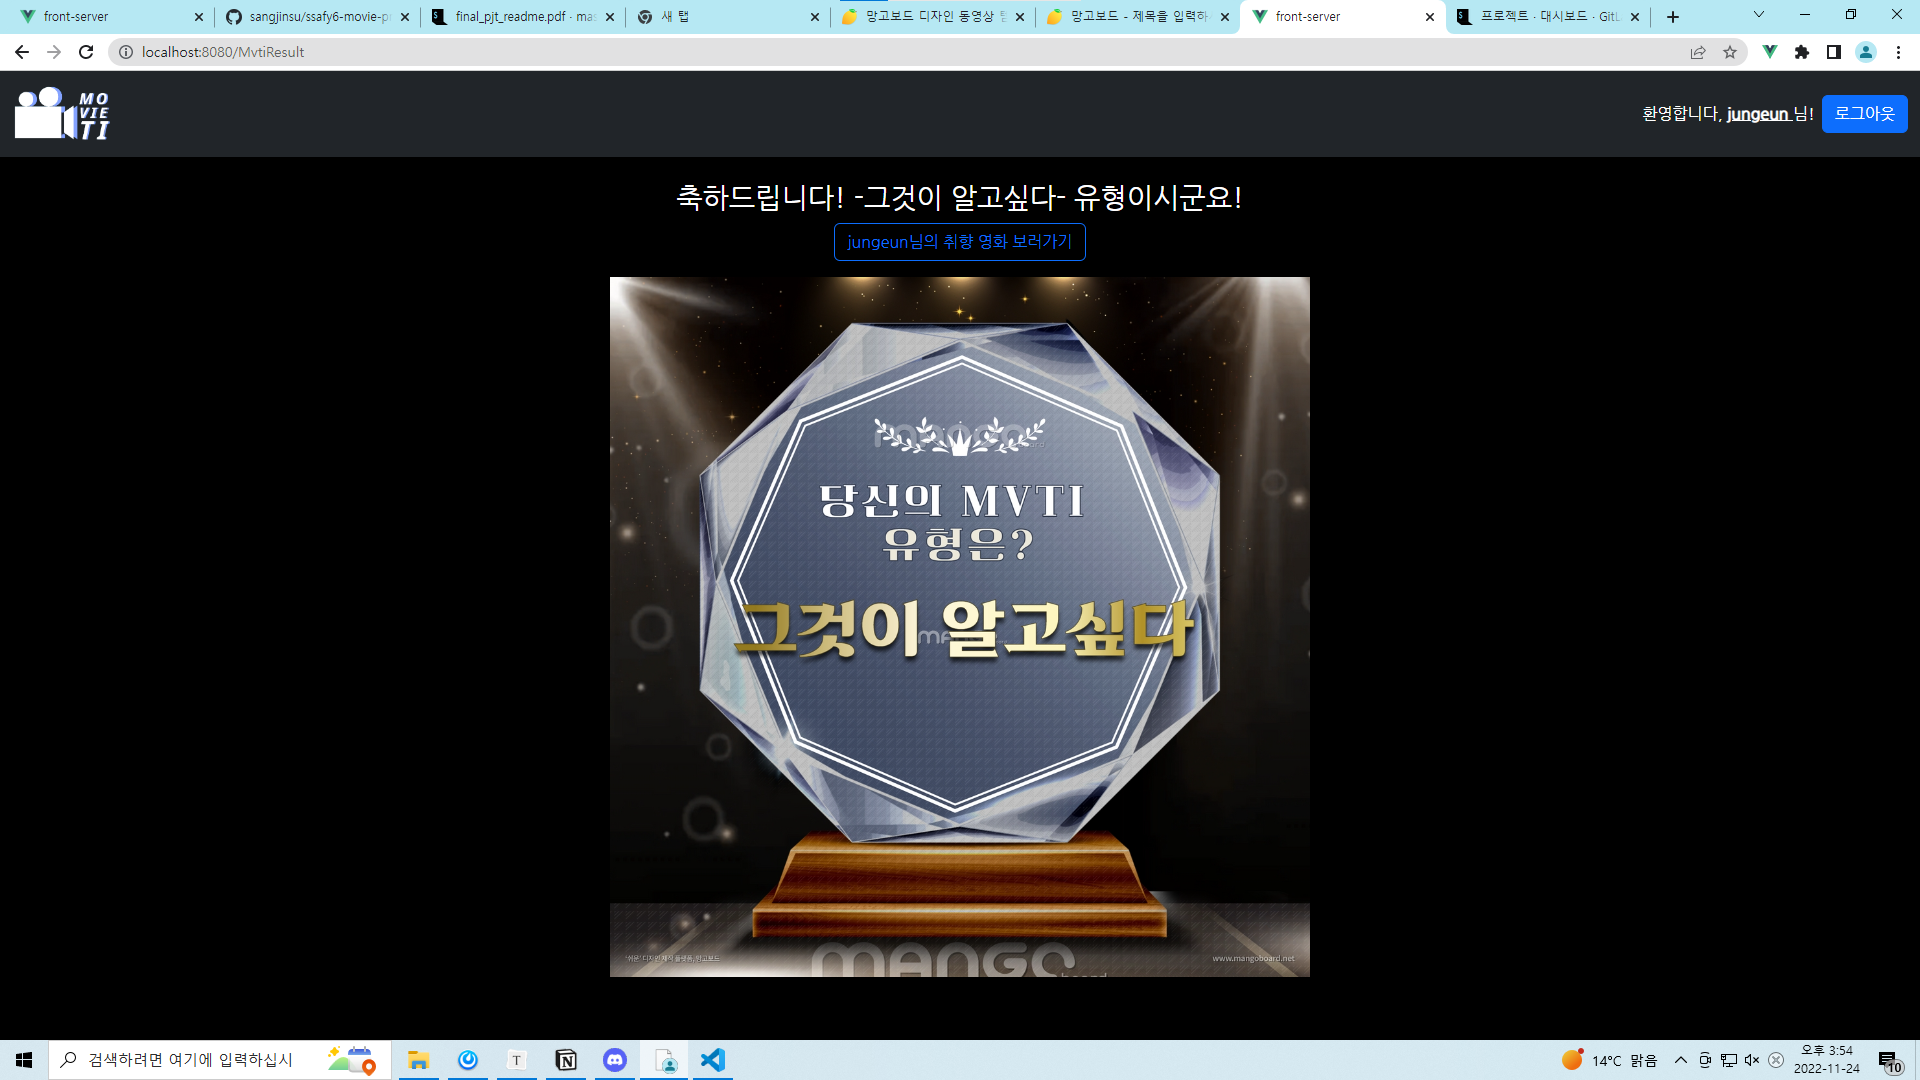 front-server
sangjinsu/ssafy6-movie-p
final_pjt_readme.pdf · mas
새 탭
망고보드 디자인 동영상 템
망고보드 - 제목을 입력하
front-server
프로젝트 · 대시보드 · GitL
localhost:8080/MvtiResult
MO
VIE
TI
환영합니다, jungeun 님!
로그아웃
축하드립니다! -그것이 알고싶다- 유형이시군요!
jungeun님의 취향 영화 보러가기
당신의 MVTI
유형은?
그것이 알고싶다
MANGO
board
www.mangoboard.net
검색하려면 여기에 입력하십시
14°C 맑음
오후 3:54
2022-11-24
10